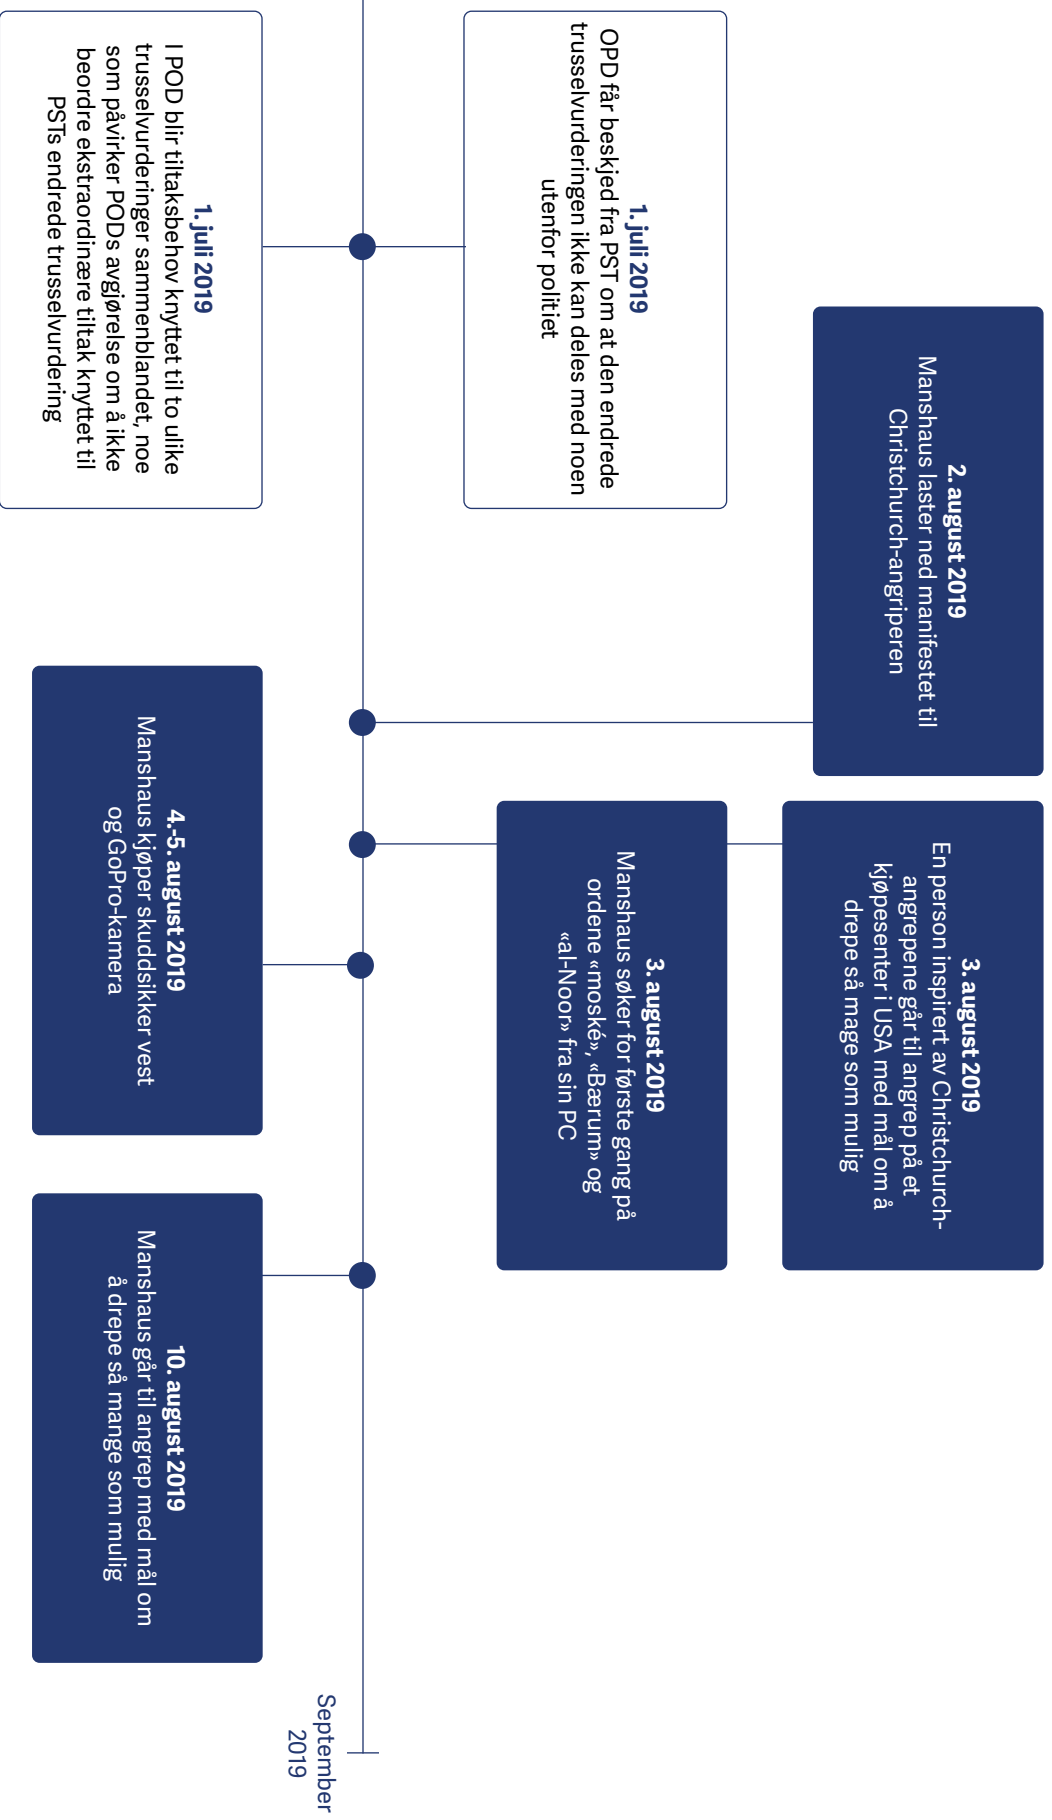 1. juli 2019
OPD får beskjed fra PST om at den endrede
trusselvurderingen ikke kan deles med noen
utenfor politiet
1. juli 2019
I POD blir tiltaksbehov knyttet til to ulike
trusselvurderinger sammenblandet, noe
som påvirker PODs avgjørelse om å ikke
beordre ekstraordinære tiltak knyttet til
PSTs endrede trusselvurdering
2. august 2019
Manshaus laster ned manifestet til
Christchurch-angriperen
3. august 2019
En person inspirert av Christchurch-
angrepene går til angrep på et
kjøpesenter i USA med mål om å
drepe så mage som mulig
3. august 2019
Manshaus søker for første gang på
ordene «moské», «Bærum» og
«al-Noor» fra sin PC
4.-5. august 2019
Manshaus kjøper skuddsikker vest
og GoPro-kamera
10. august 2019
Manshaus går til angrep med mål om
å drepe så mange som mulig
September
2019